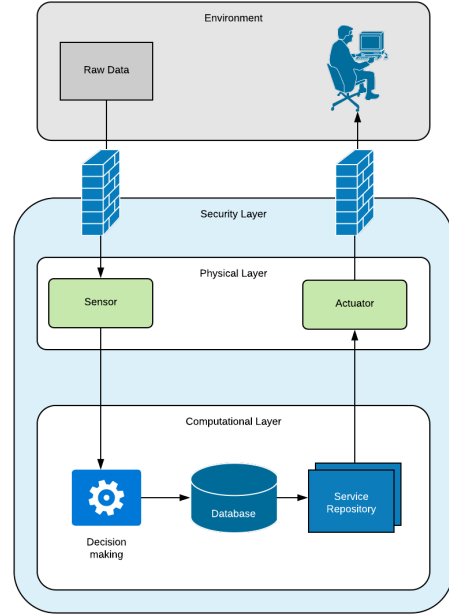 Environment
Raw Data
Security Layer
Physical Layer
Sensor
Actuator
Computational Layer
Decision
making
Database
Service
Repository